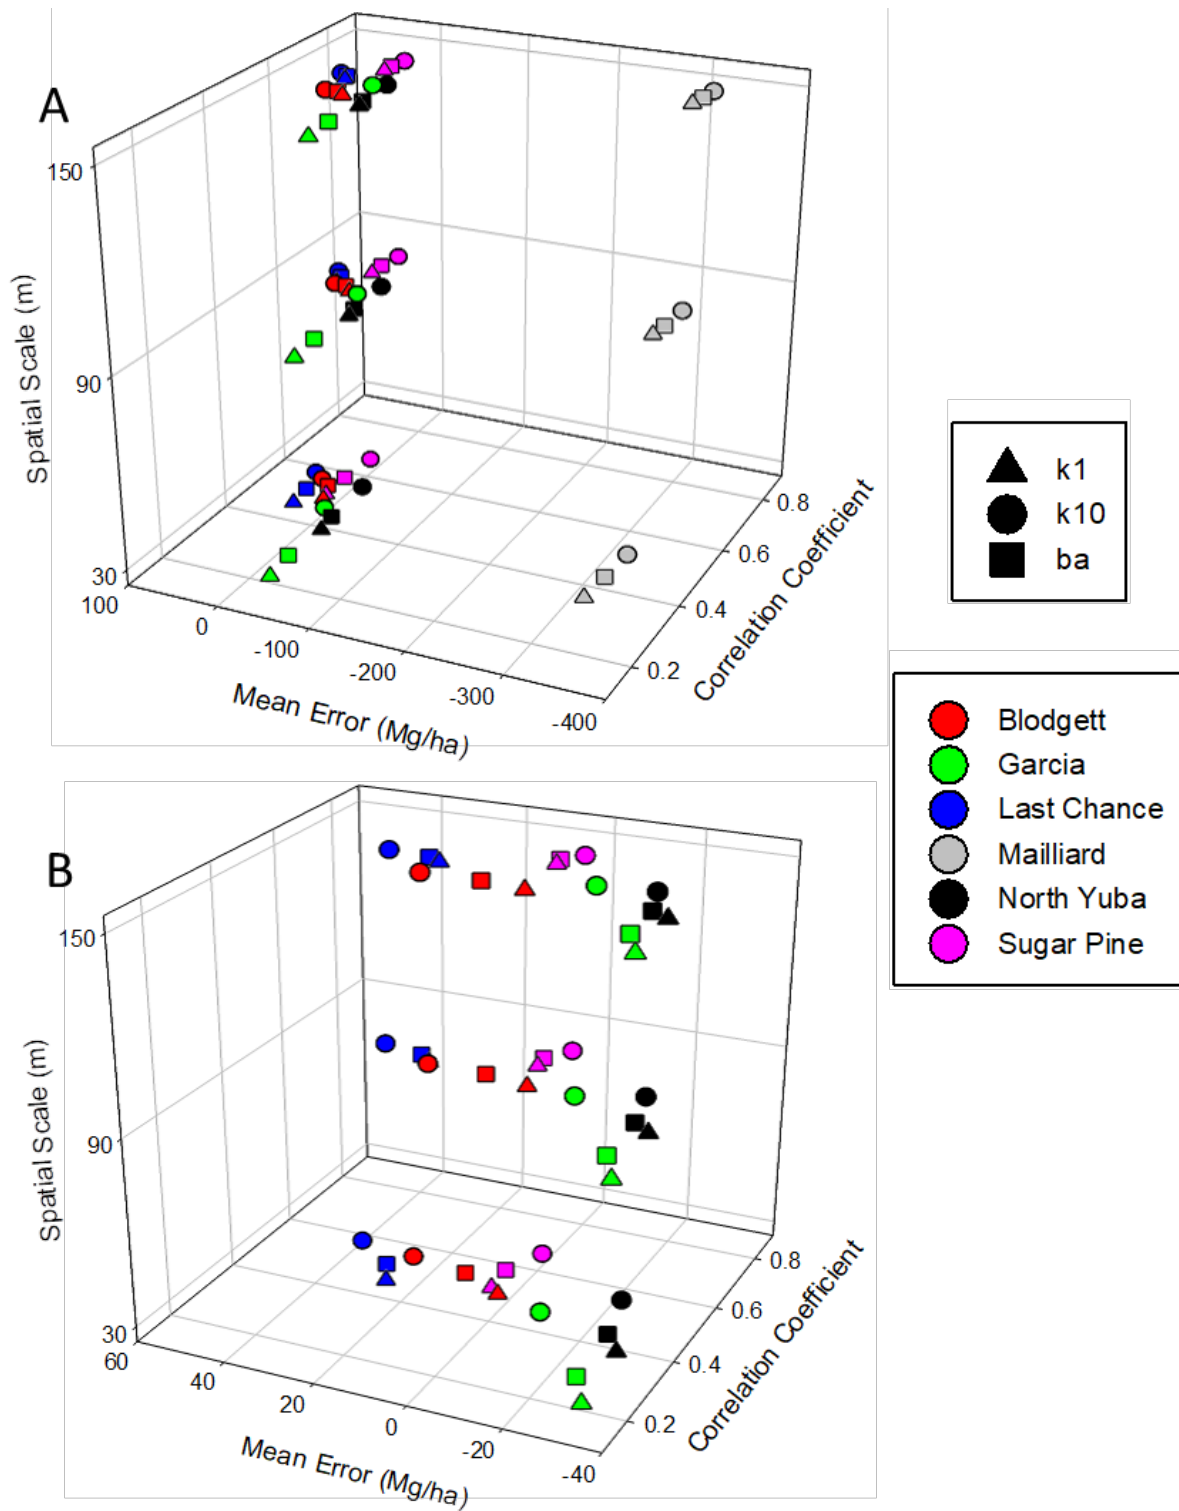 A
150
90
30
Spatial Scale (m)
100
0
-100
-200
-300
-400
Mean Error (Mg/ha)
0.2
0.4
0.6
0.8
Correlation Coefficient
k1
k10
ba
Blodgett
Garcia
Last Chance
Mailliard
North Yuba
Sugar Pine
B
150
90
30
Spatial Scale (m)
60
40
20
0
-20
-40
Mean Error (Mg/ha)
0.2
0.4
0.6
0.8
Correlation Coefficient